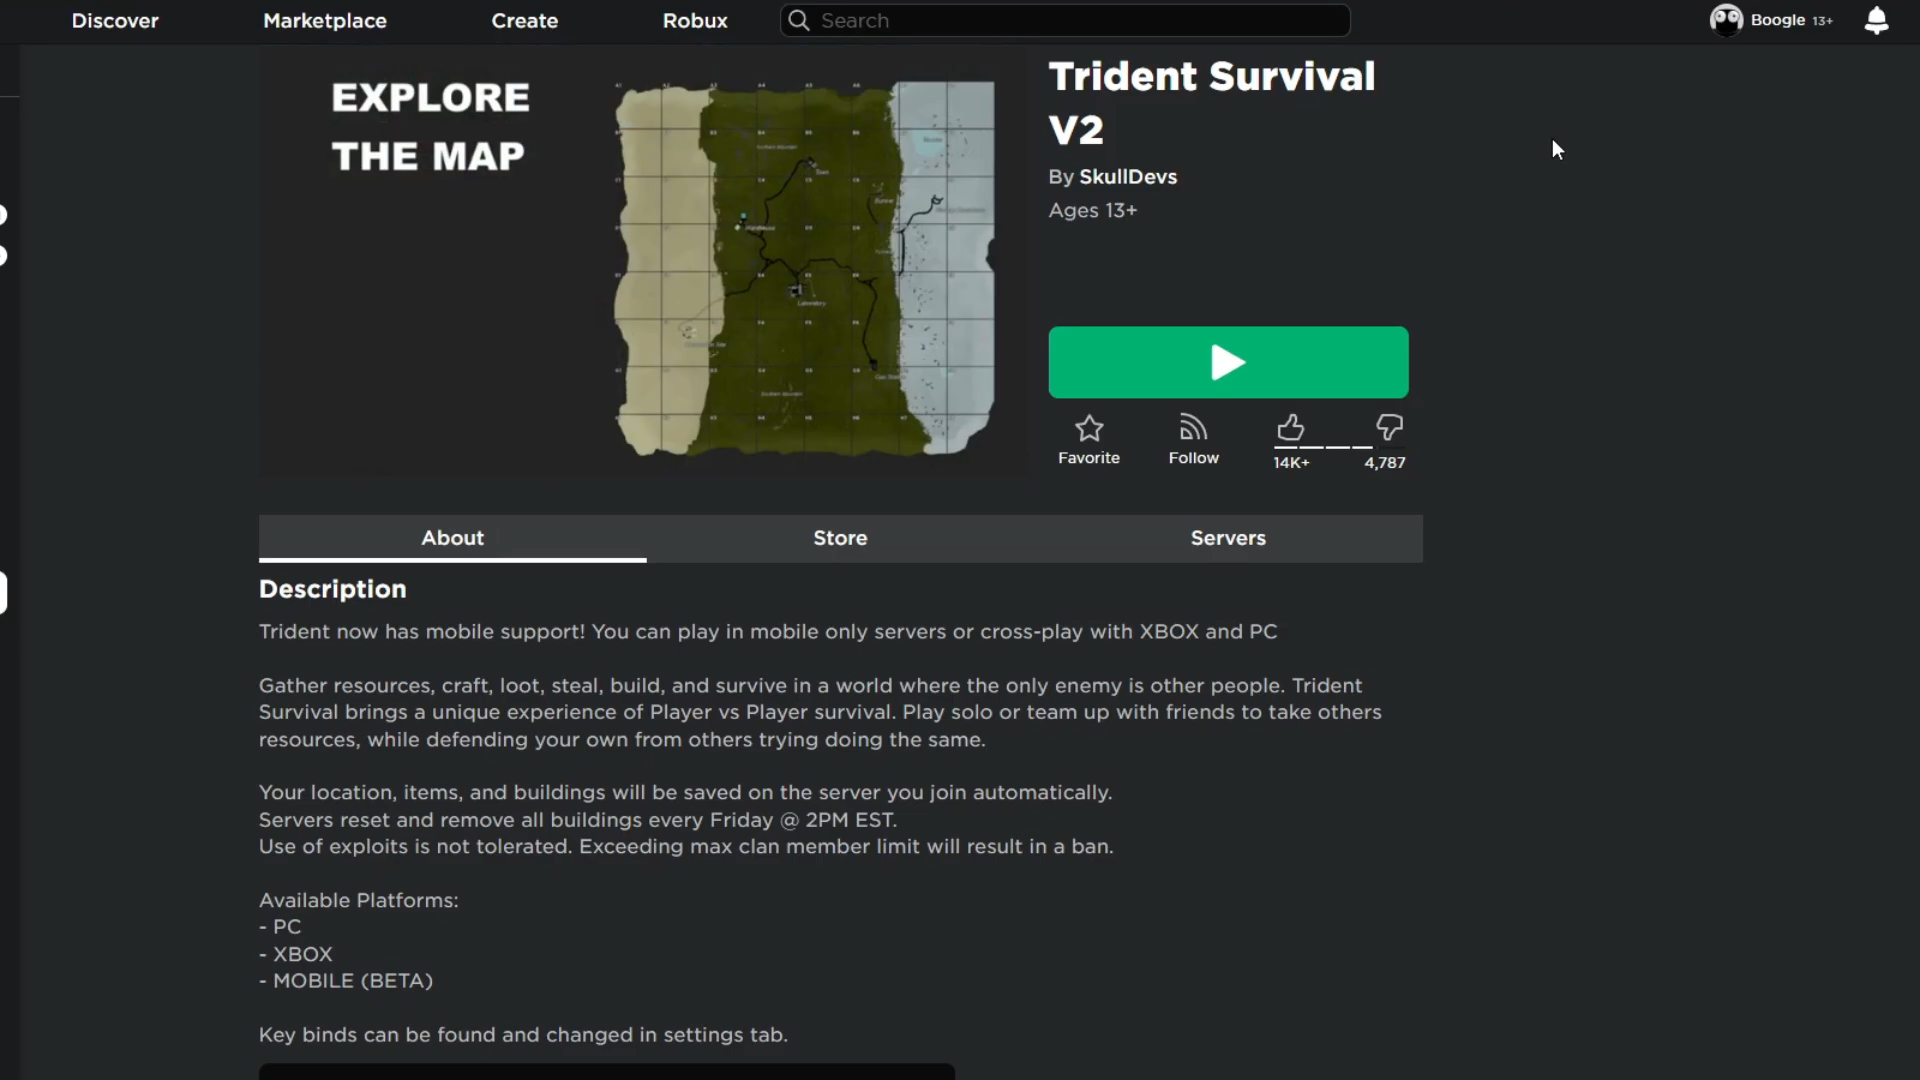 Discover
Marketplace
Create
Robux
Search
Boogle 13+
EXPLORE
THE MAP
Trident Survival
V2
By SkullDevs
Ages 13+
Favorite
Follow
14K+
4,787
About
Store
Servers
Description
Trident now has mobile support! You can play in mobile only servers or cross-play with XBOX and PC
Gather resources, craft, loot, steal, build, and survive in a world where the only enemy is other people. Trident
Survival brings a unique experience of Player vs Player survival. Play solo or team up with friends to take others
resources, while defending your own from others trying doing the same.
Your location, items, and buildings will be saved on the server you join automatically.
Servers reset and remove all buildings every Friday @ 2PM EST.
Use of exploits is not tolerated. Exceeding max clan member limit will result in a ban.
Available Platforms:
- PC
- XBOX
- MOBILE (BETA)
Key binds can be found and changed in settings tab.